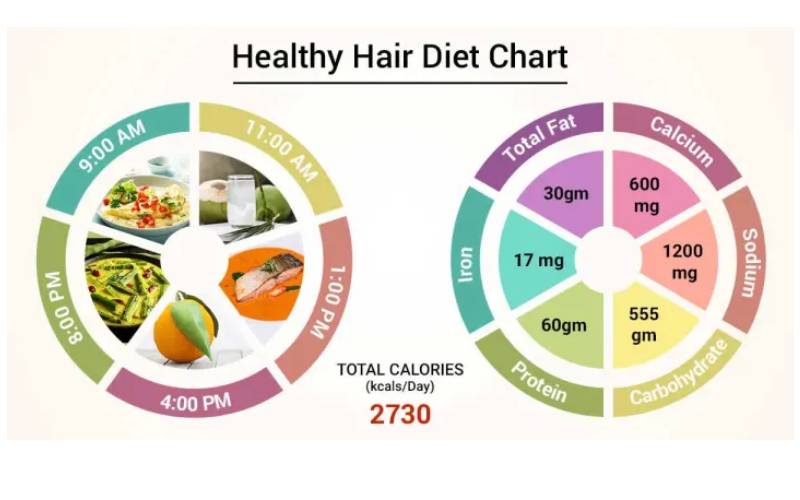 Healthy Hair Diet Chart
9:00 AM
11:00 AM
1:00 PM
4:00 PM
8:00 PM
TOTAL CALORIES
(kcals/Day)
2730
Total Fat
30gm
Calcium
600
mg
Sodium
1200
mg
Carbohydrate
555
gm
Protein
60gm
Iron
17 mg